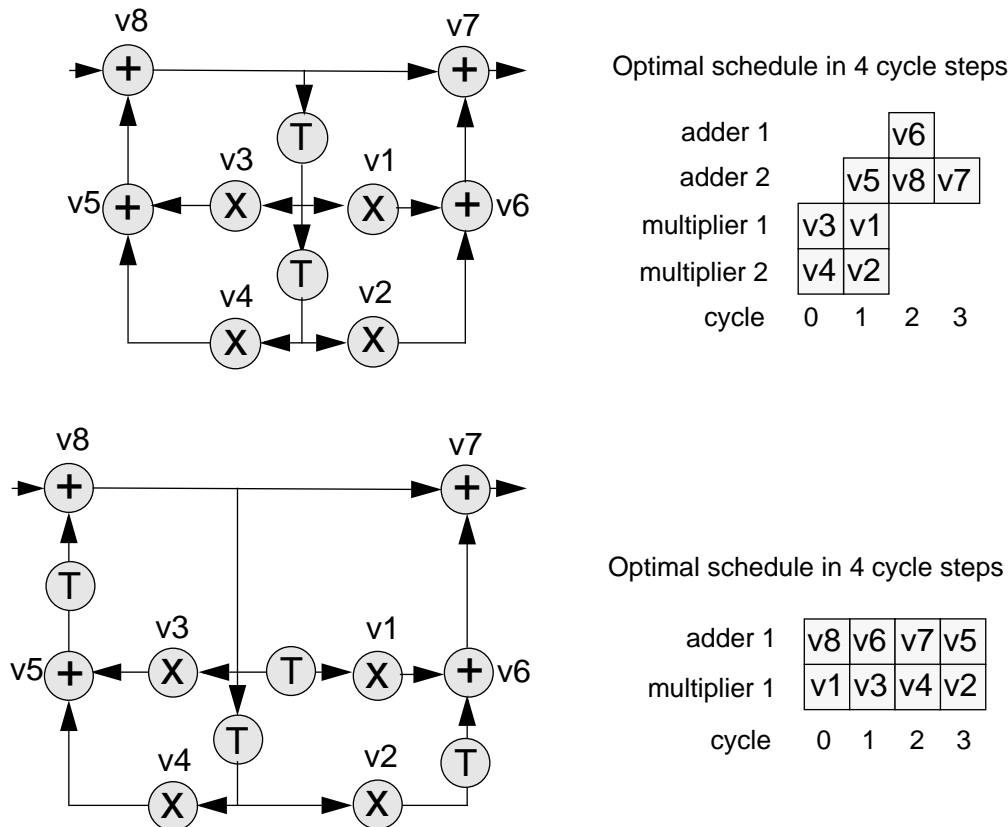 v8
v7
+
+
Optimal schedule in 4 cycle steps
T
adder 1
v6
v3
v1
adder 2
v5 v8 v7
v5
+
X
X
+
v6
multiplier 1
v3 v1
T
multiplier 2
v4 v2
v4
v2
cycle
0 1 2 3
X
X
v8
v7
+
+
T
Optimal schedule in 4 cycle steps
v3
v1
adder 1
v8 v6 v7 v5
v5
+
X
T
X
+
v6
multiplier 1
v1 v3 v4 v2
T
cycle
0 1 2 3
v4
v2
T
X
X